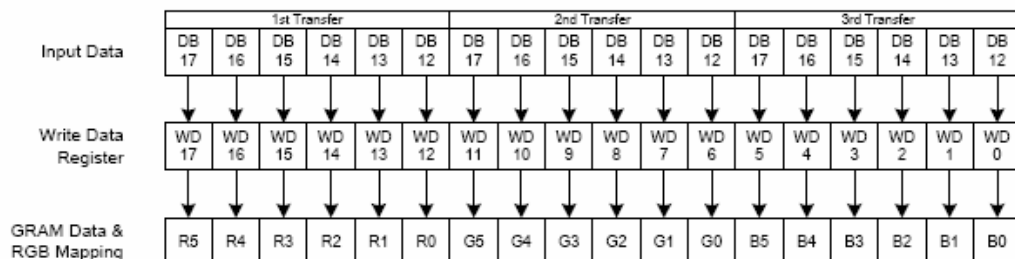 1st Transfer 2nd Transfer 3rd Transfer
Input Data
DB 17 DB 16 DB 15 DB 14 DB 13 DB 12 DB 17 DB 16 DB 15 DB 14 DB 13 DB 12 DB 17 DB 16 DB 15 DB 14 DB 13 DB 12
Write Data
Register
WD 17 WD 16 WD 15 WD 14 WD 13 WD 12 WD 11 WD 10 WD 9 WD 8 WD 7 WD 6 WD 5 WD 4 WD 3 WD 2 WD 1 WD 0
GRAM Data &
RGB Mapping
R5 R4 R3 R2 R1 R0 G5 G4 G3 G2 G1 G0 B5 B4 B3 B2 B1 B0